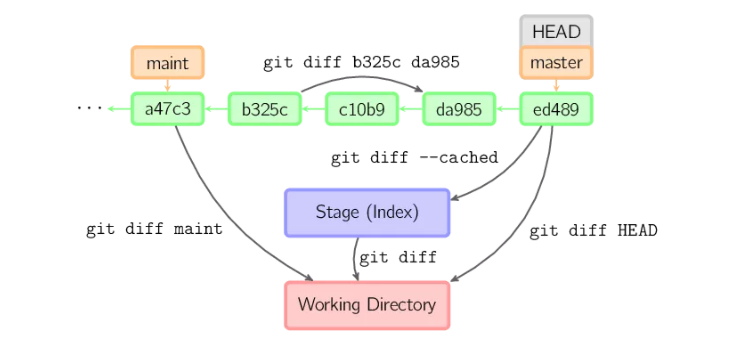 HEAD
maint
git diff b325c da985
master
...
a47c3
b325c
c10b9
da985
ed489
git diff --cached
Stage (Index)
git diff maint
git diff HEAD
git diff
Working Directory